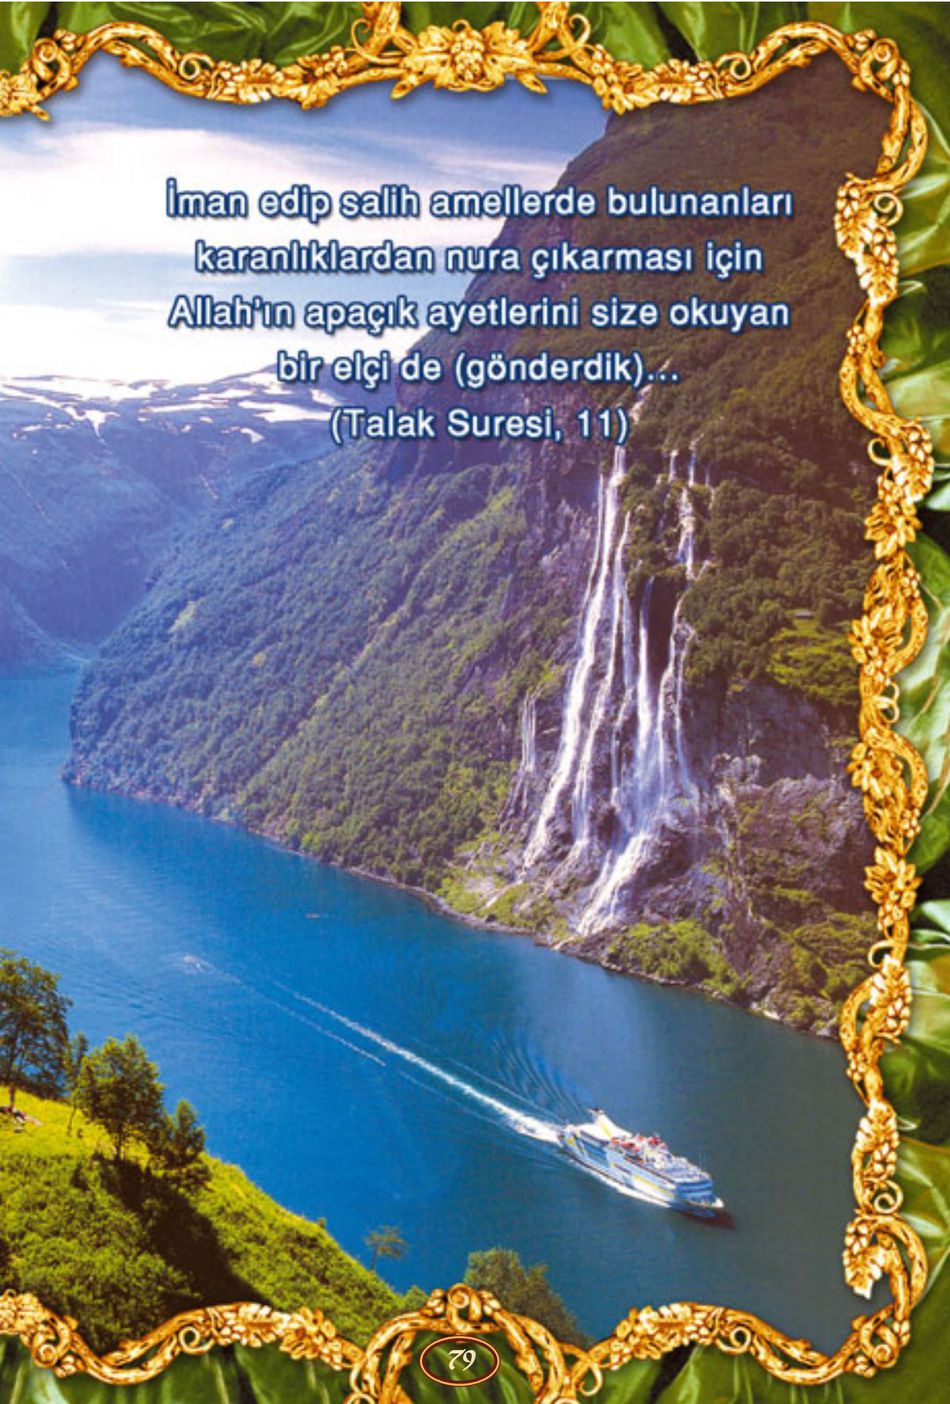 İman edip salih amellerde bulunanları
karanlıklardan nura çıkarması için
Allah'ın apaçık ayetlerini size okuyan
bir elçi de (gönderdik)...
(Talak Suresi, 11)
79